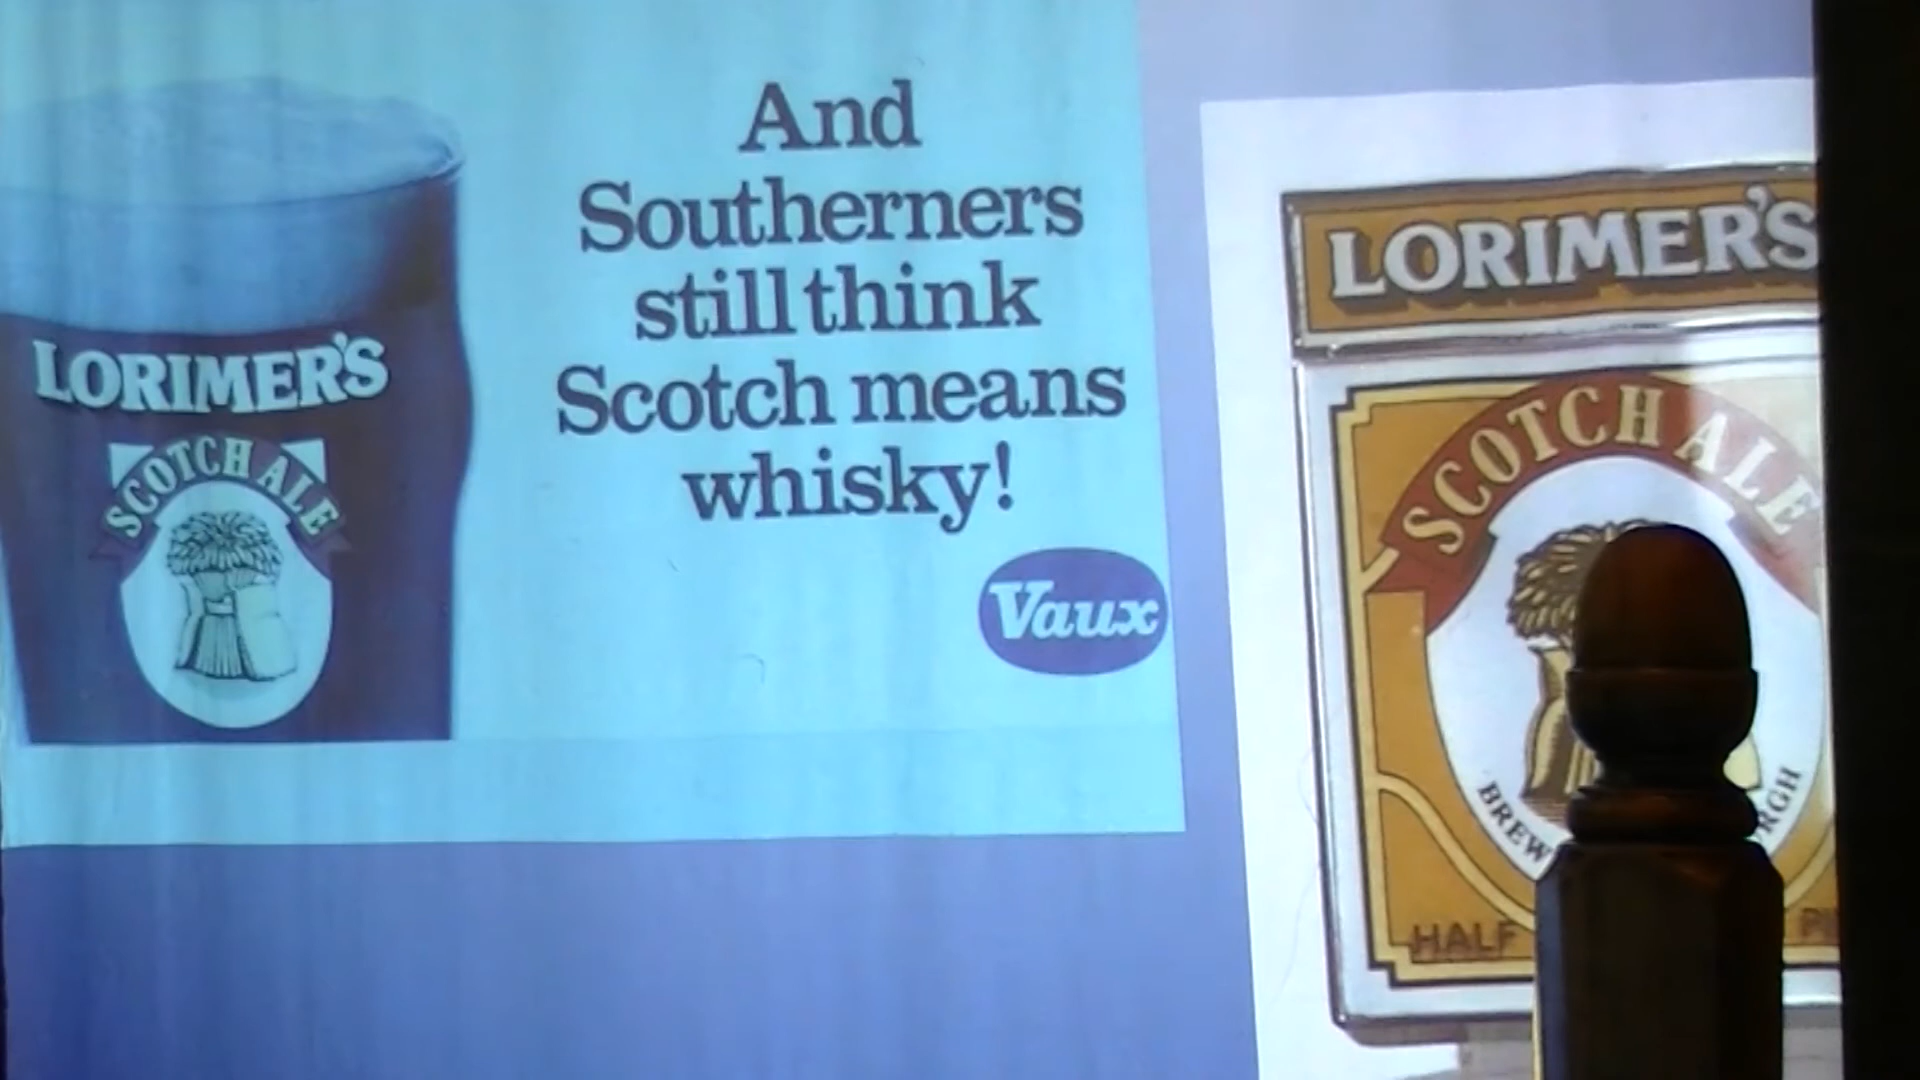 And
Southerners
still think
Scotch means
whisky!
Vaux
LORIMER'S
SCOTCH ALE
LORIMER'S
SCOTCH ALE
HALF